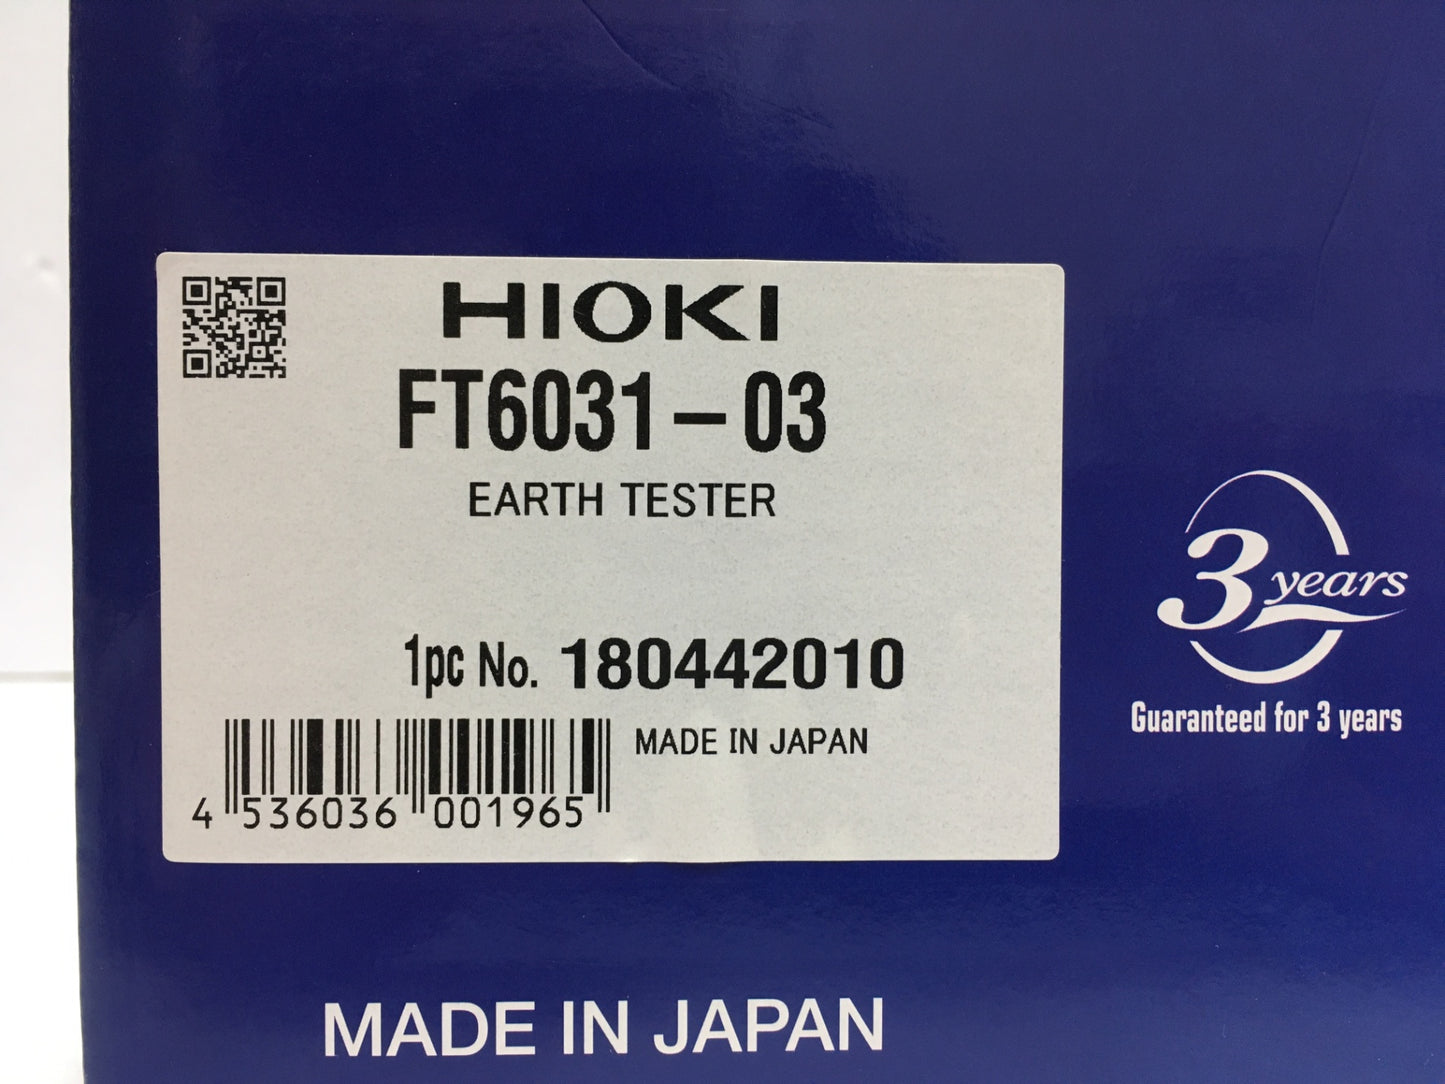 HIOKI
FT6031-03
EARTH TESTER
1pc No. 180442010
MADE IN JAPAN
4 536036 001965
3 years
Guaranteed for 3 years
MADE IN JAPAN